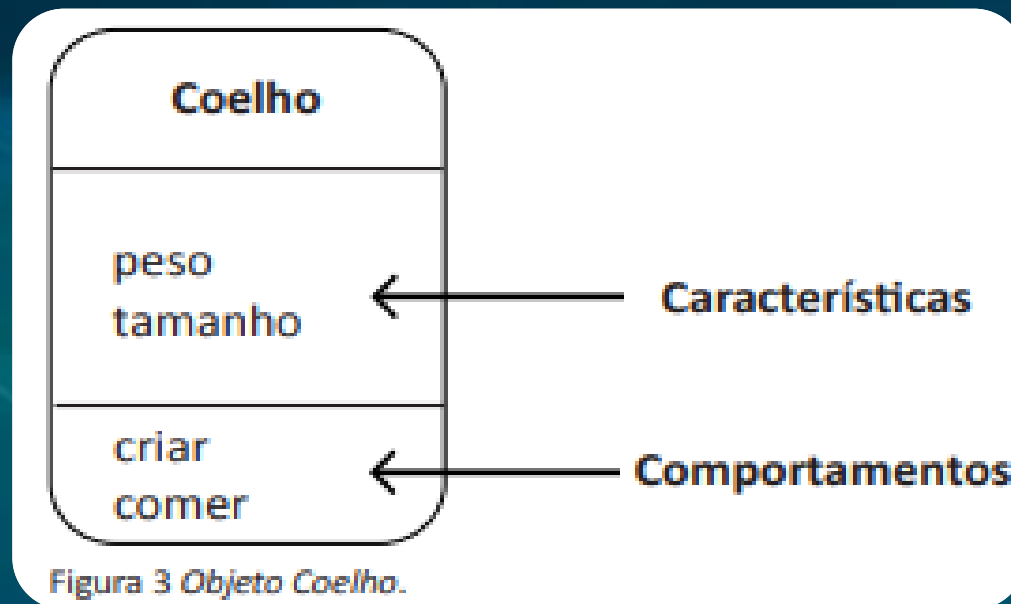 Coelho
peso
tamanho
Características
criar
comer
Comportamentos
Figura 3 Objeto Coelho.